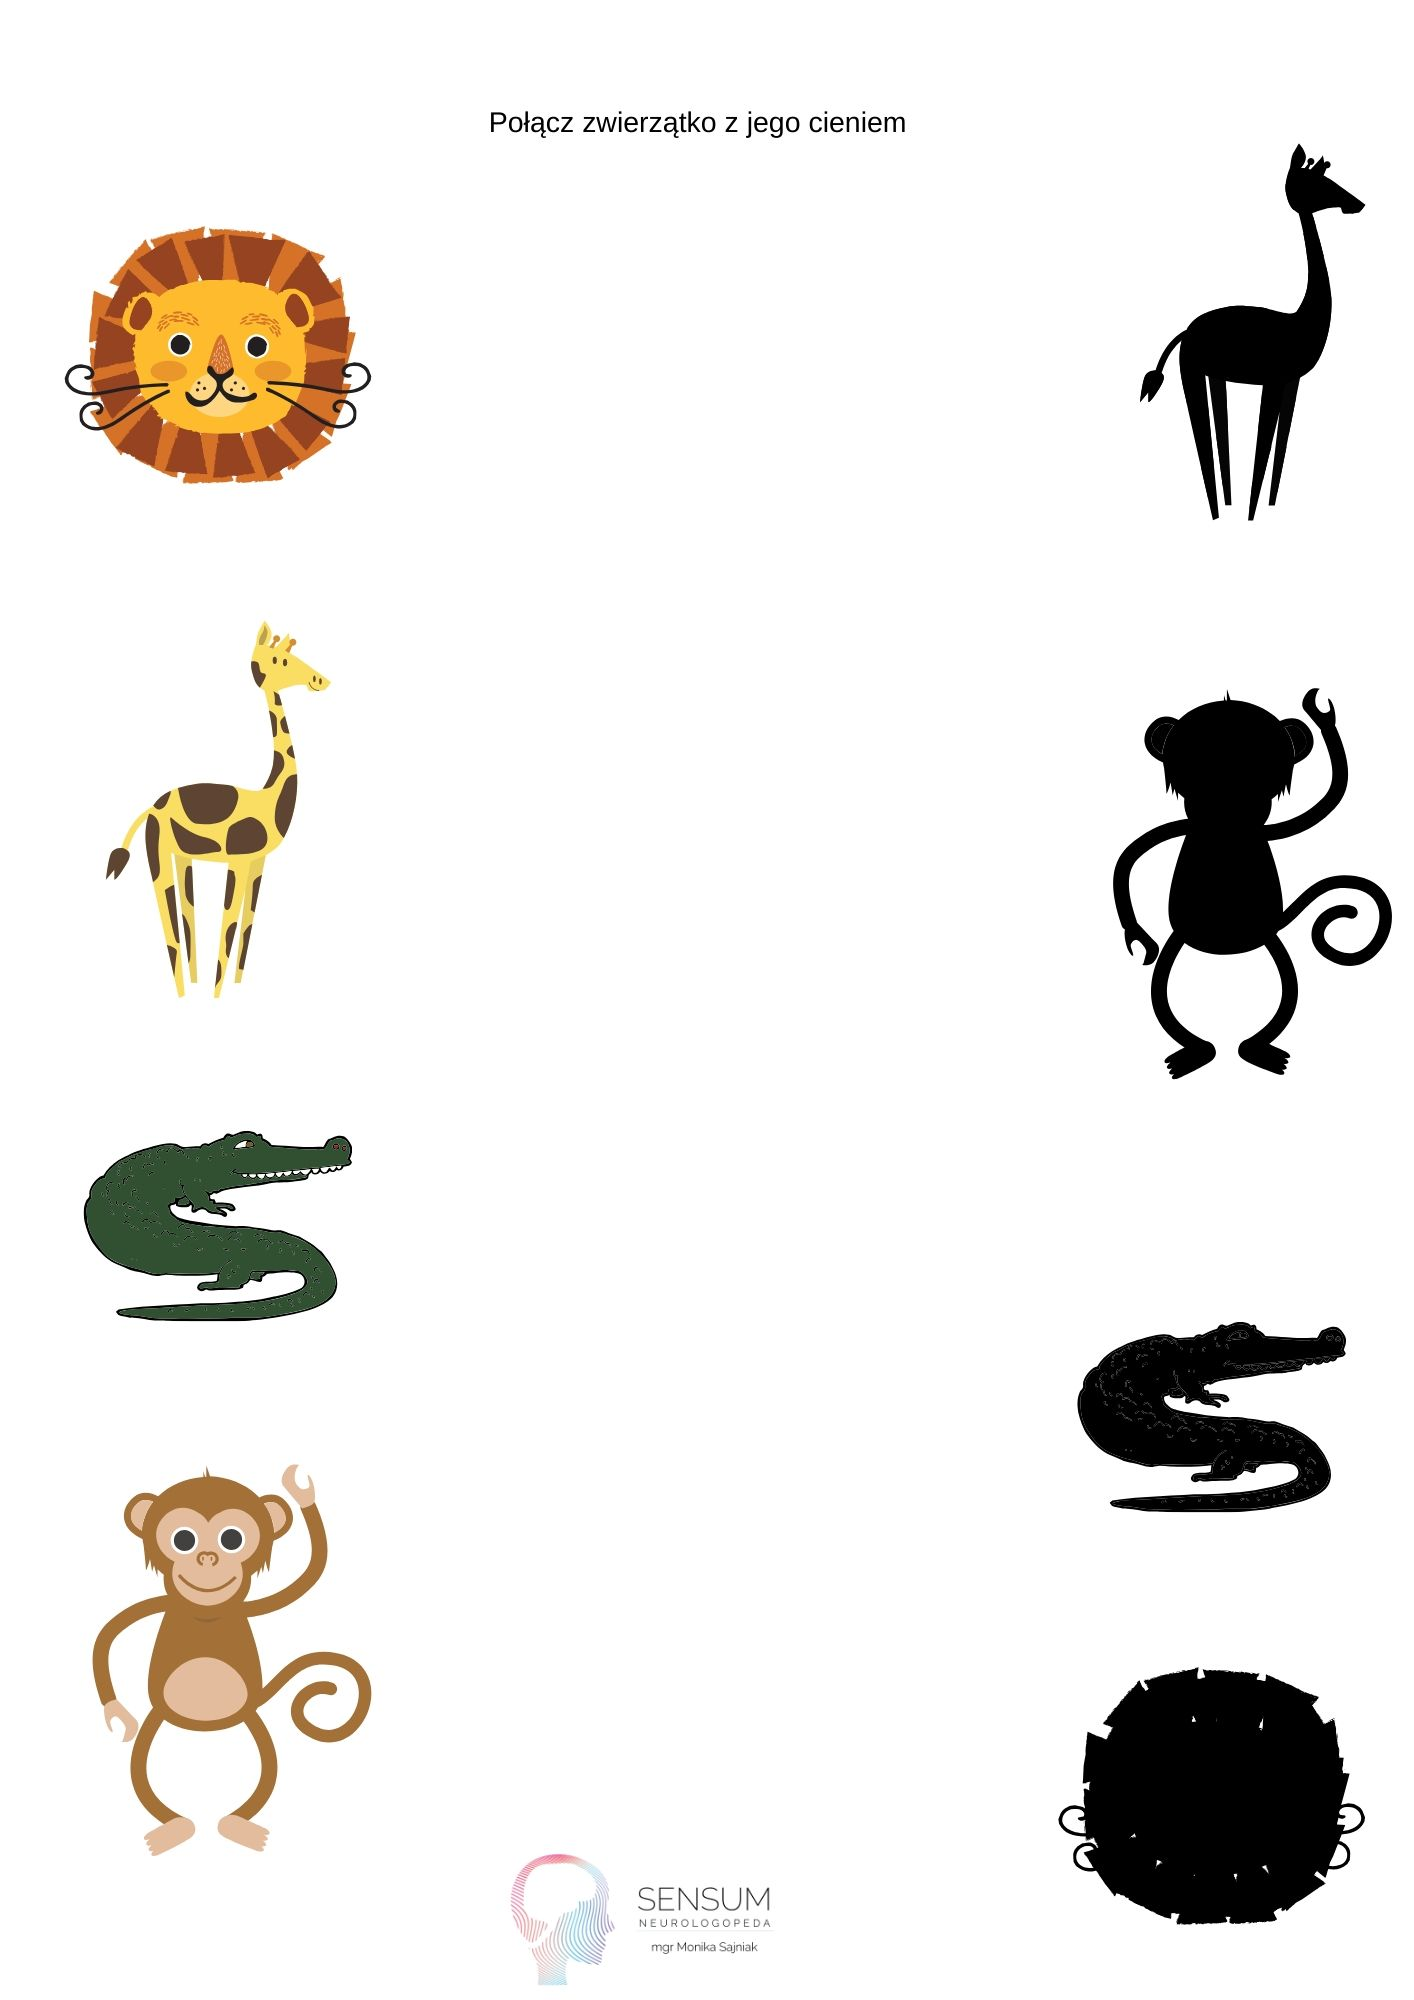 Połącz zwierzątko z jego cieniem
SENSUM
NEUROLOGOPEDA
mgr Monika Sajniak